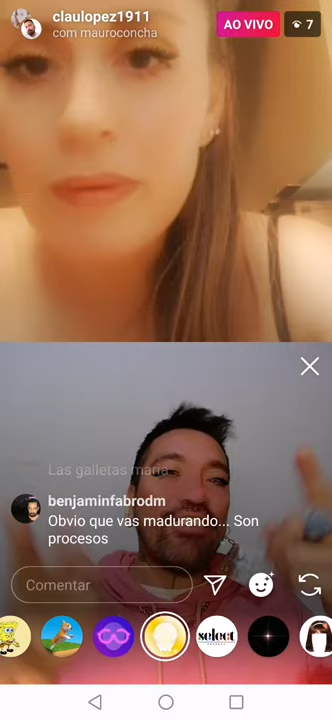 claulopez1911
com mauroconcha
AO VIVO
7
Las galletas maria...
benjaminfabrodm
Obvio que vas madurando... Son
procesos
Comentar
select